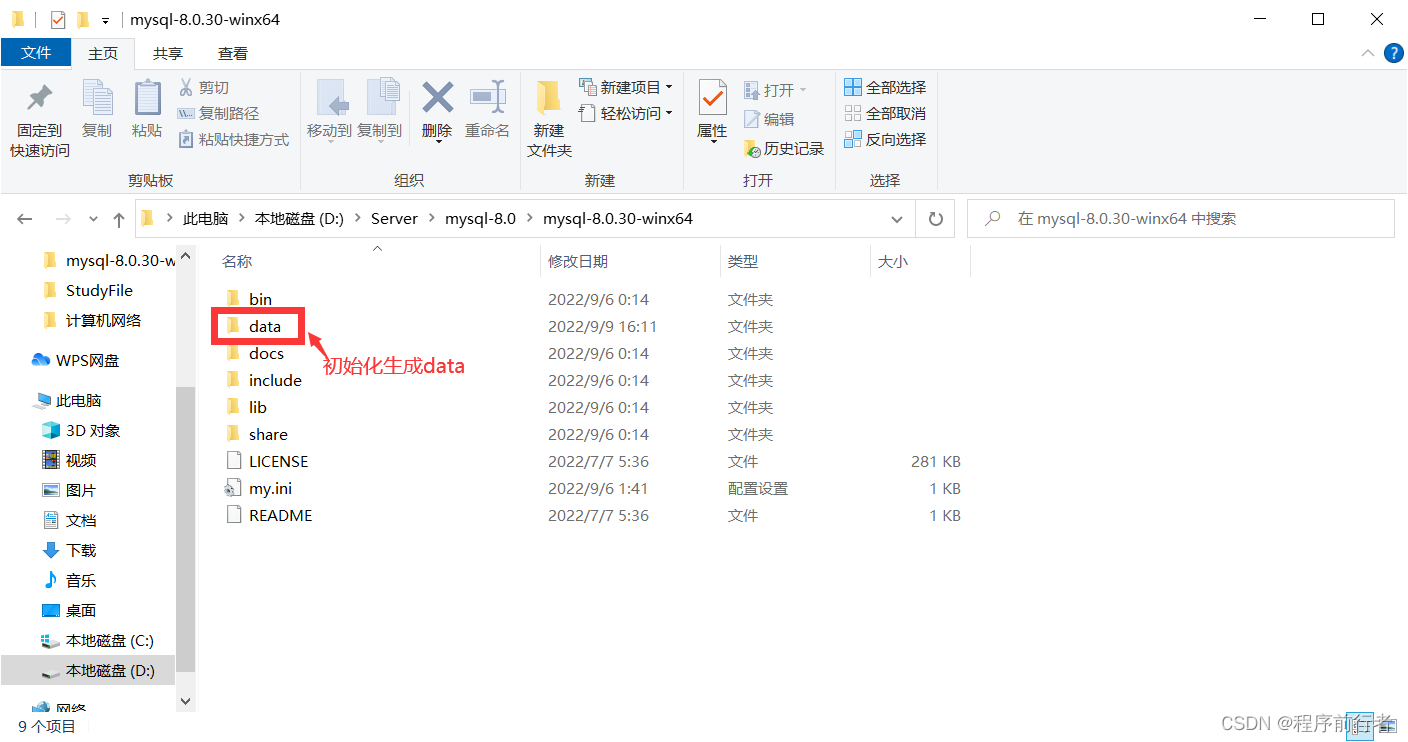 mysql-8.0.30-winx64
文件 主页 共享 查看
固定到快速访问
复制
粘贴
剪切
复制路径
粘贴快捷方式
剪贴板
移动到
复制到
删除
重命名
组织
新建文件夹
新建项目
轻松访问
新建
属性
打开
编辑
历史记录
打开
全部选择
全部取消
反向选择
选择
此电脑 本地磁盘 (D:) Server mysql-8.0 mysql-8.0.30-winx64
在 mysql-8.0.30-winx64 中搜索
mysql-8.0.30-w
StudyFile
计算机网络
WPS网盘
此电脑
3D 对象
视频
图片
文档
下载
音乐
桌面
本地磁盘 (C:)
本地磁盘 (D:)
网络
名称 修改日期 类型 大小
bin 2022/9/6 0:14 文件夹
data 2022/9/9 16:11 文件夹
docs 2022/9/6 0:14 文件夹
初始化生成data
include 2022/9/6 0:14 文件夹
lib 2022/9/6 0:14 文件夹
share 2022/9/6 0:14 文件夹
LICENSE 2022/7/7 5:36 文件 281 KB
my.ini 2022/9/6 1:41 配置设置 1 KB
README 2022/7/7 5:36 文件 1 KB
9 个项目
CSDN @程序前行者